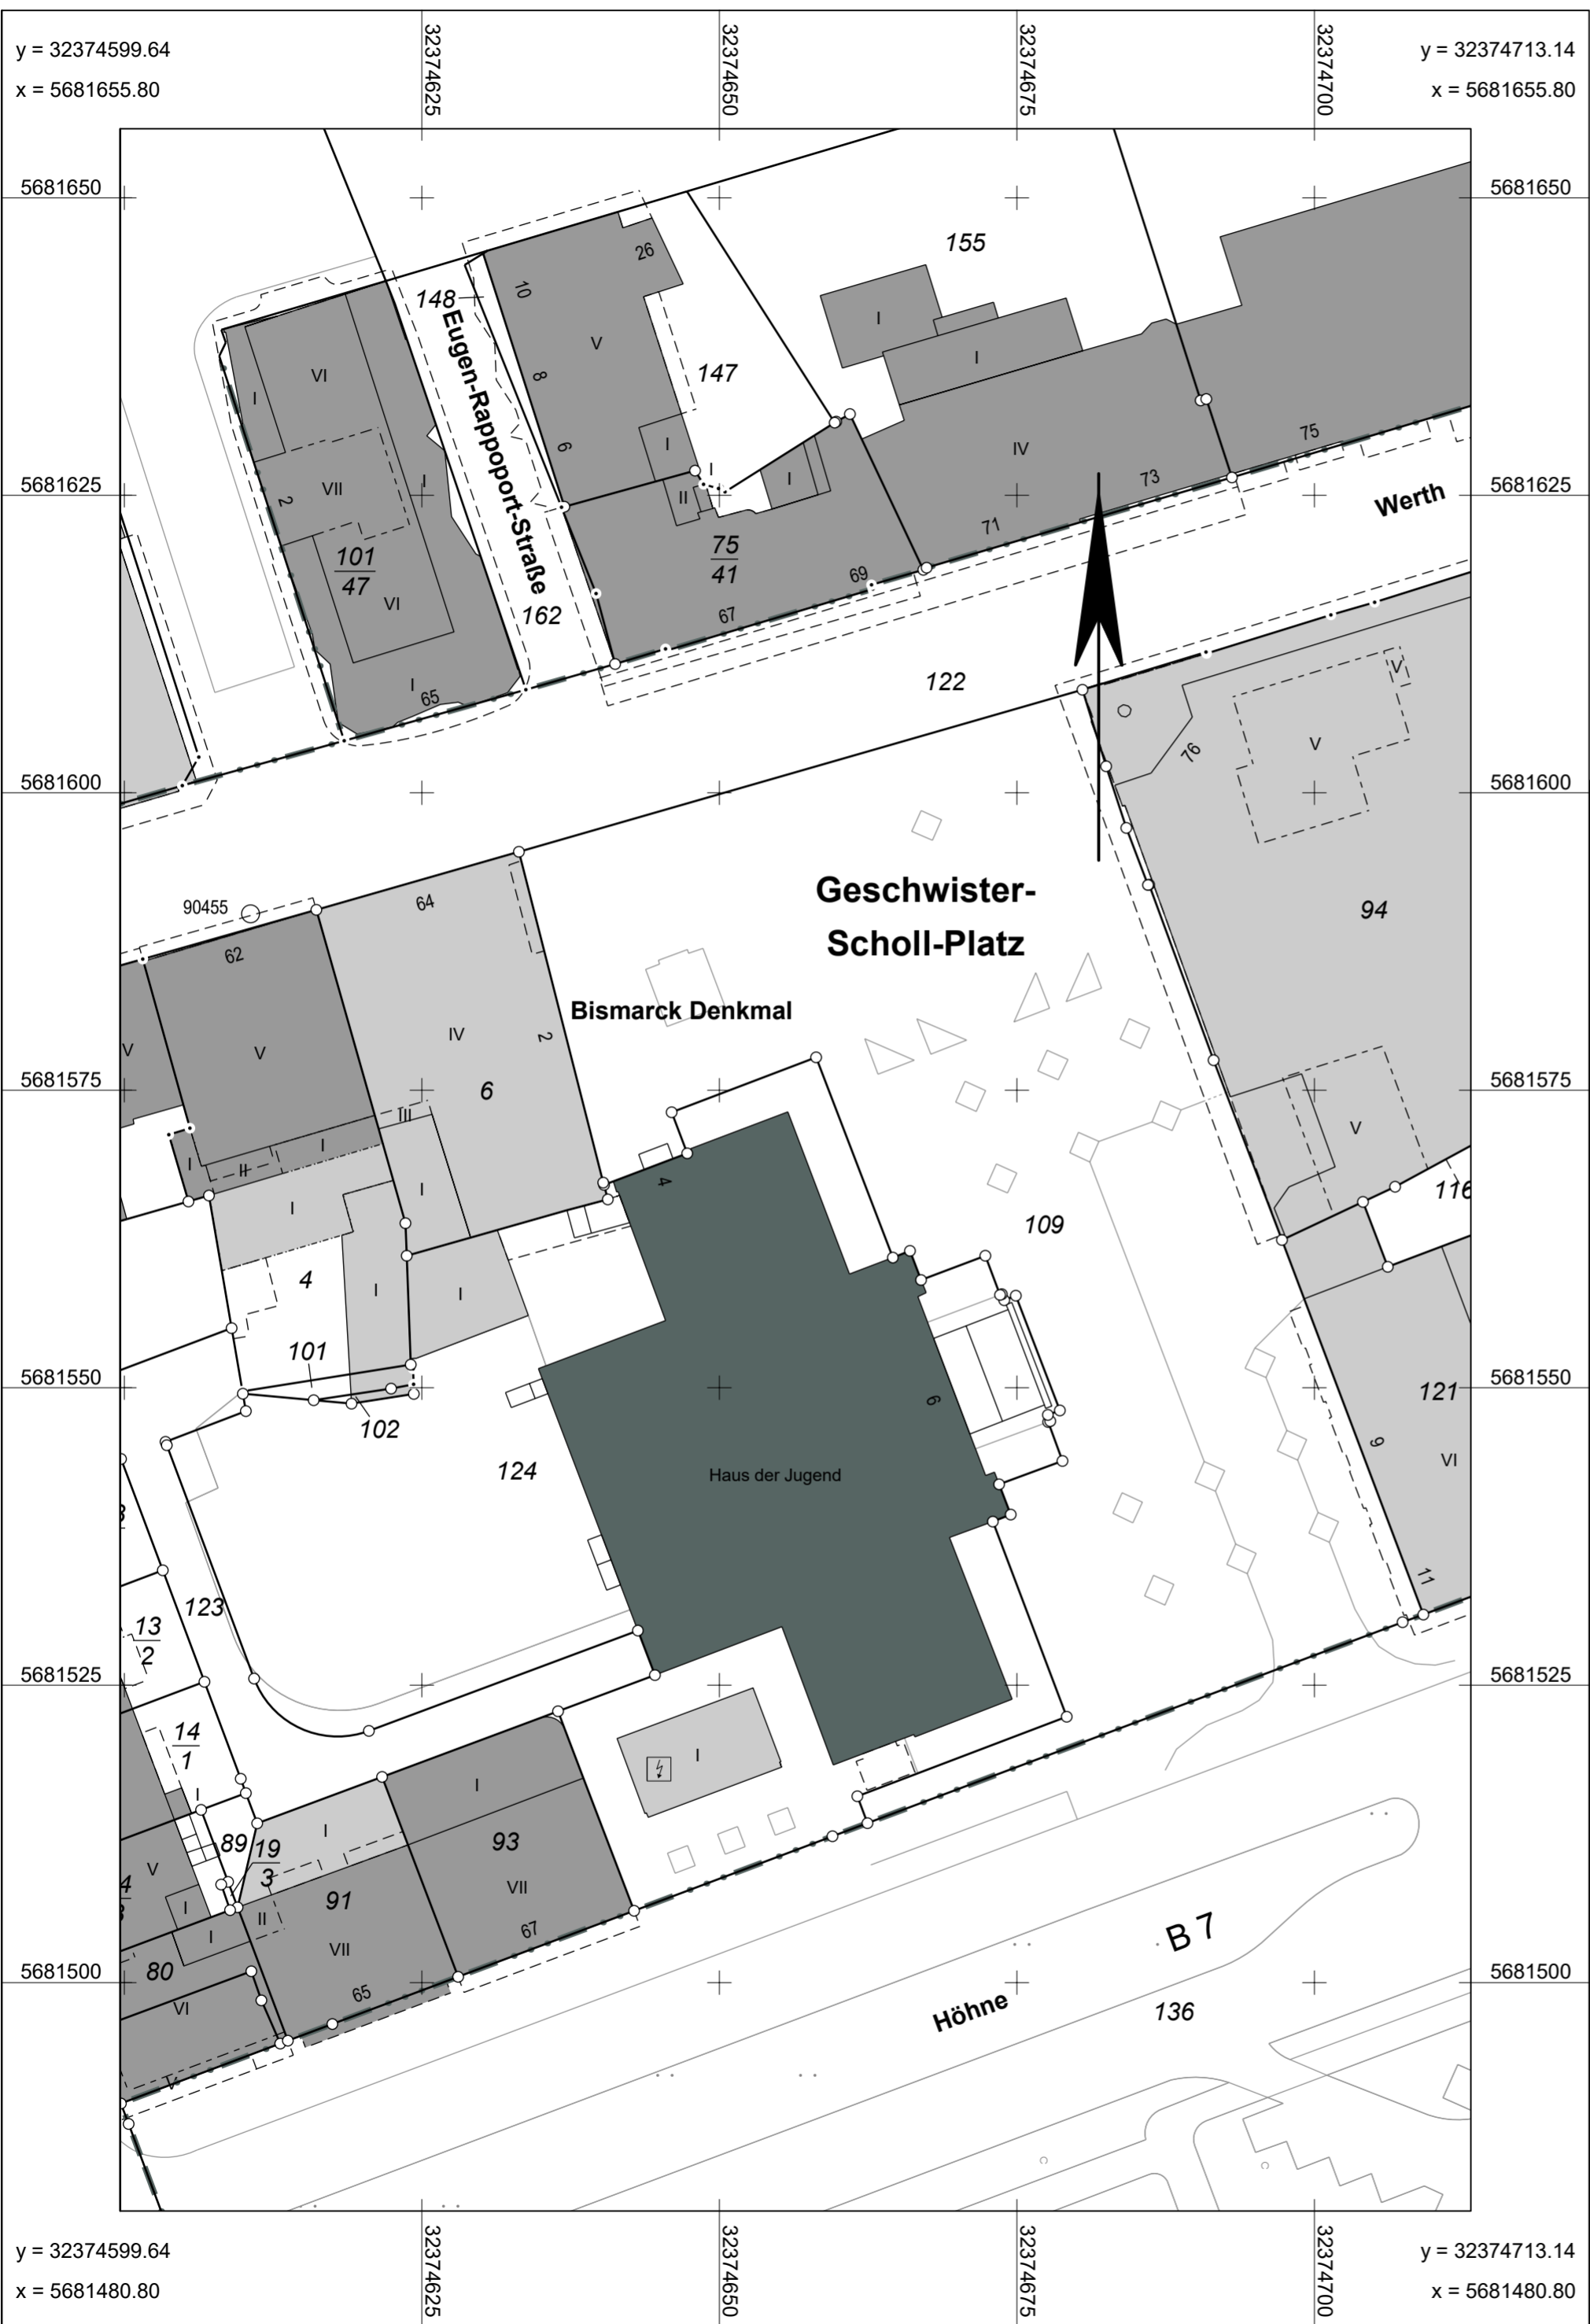 y = 32374599.64
x = 5681655.80
32374625
32374650
32374675
32374700
y = 32374713.14
x = 5681655.80
5681650
5681650
155
26
10
148
I
V
VI
8
147
I
I
I
Eugen-Rappoport-Straße
6
I
I
IV
75
VII
I
2
II
I
73
Werth
5681625
5681625
71
101
47
75
41
69
VI
67
162
122
I
65
V
V
76
5681600
5681600
Geschwister-
Scholl-Platz
90455
64
94
62
Bismarck Denkmal
IV
2
V
V
5681575
5681575
6
III
V
I
II
I
4
I
I
116
109
4
I
I
101
5681550
5681550
121
6
102
9
124
Haus der Jugend
VI
11
123
13
2
5681525
5681525
14
1
I
I
I
I
89
19
3
93
V
4
VII
91
I
II
I
67
B 7
VII
80
5681500
5681500
65
VI
Höhne
136
V
y = 32374599.64
x = 5681480.80
32374625
32374650
32374675
32374700
y = 32374713.14
x = 5681480.80